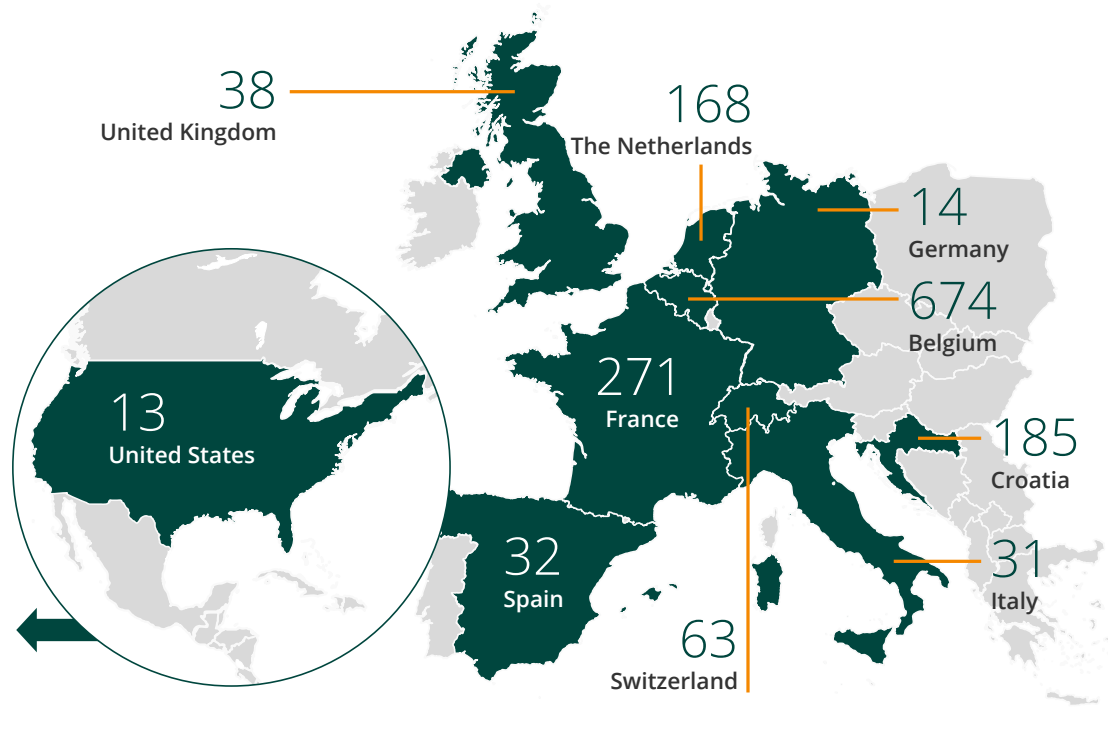 38
United Kingdom
168
The Netherlands
14
Germany
674
Belgium
271
France
13
United States
185
Croatia
32
Spain
31
Italy
63
Switzerland